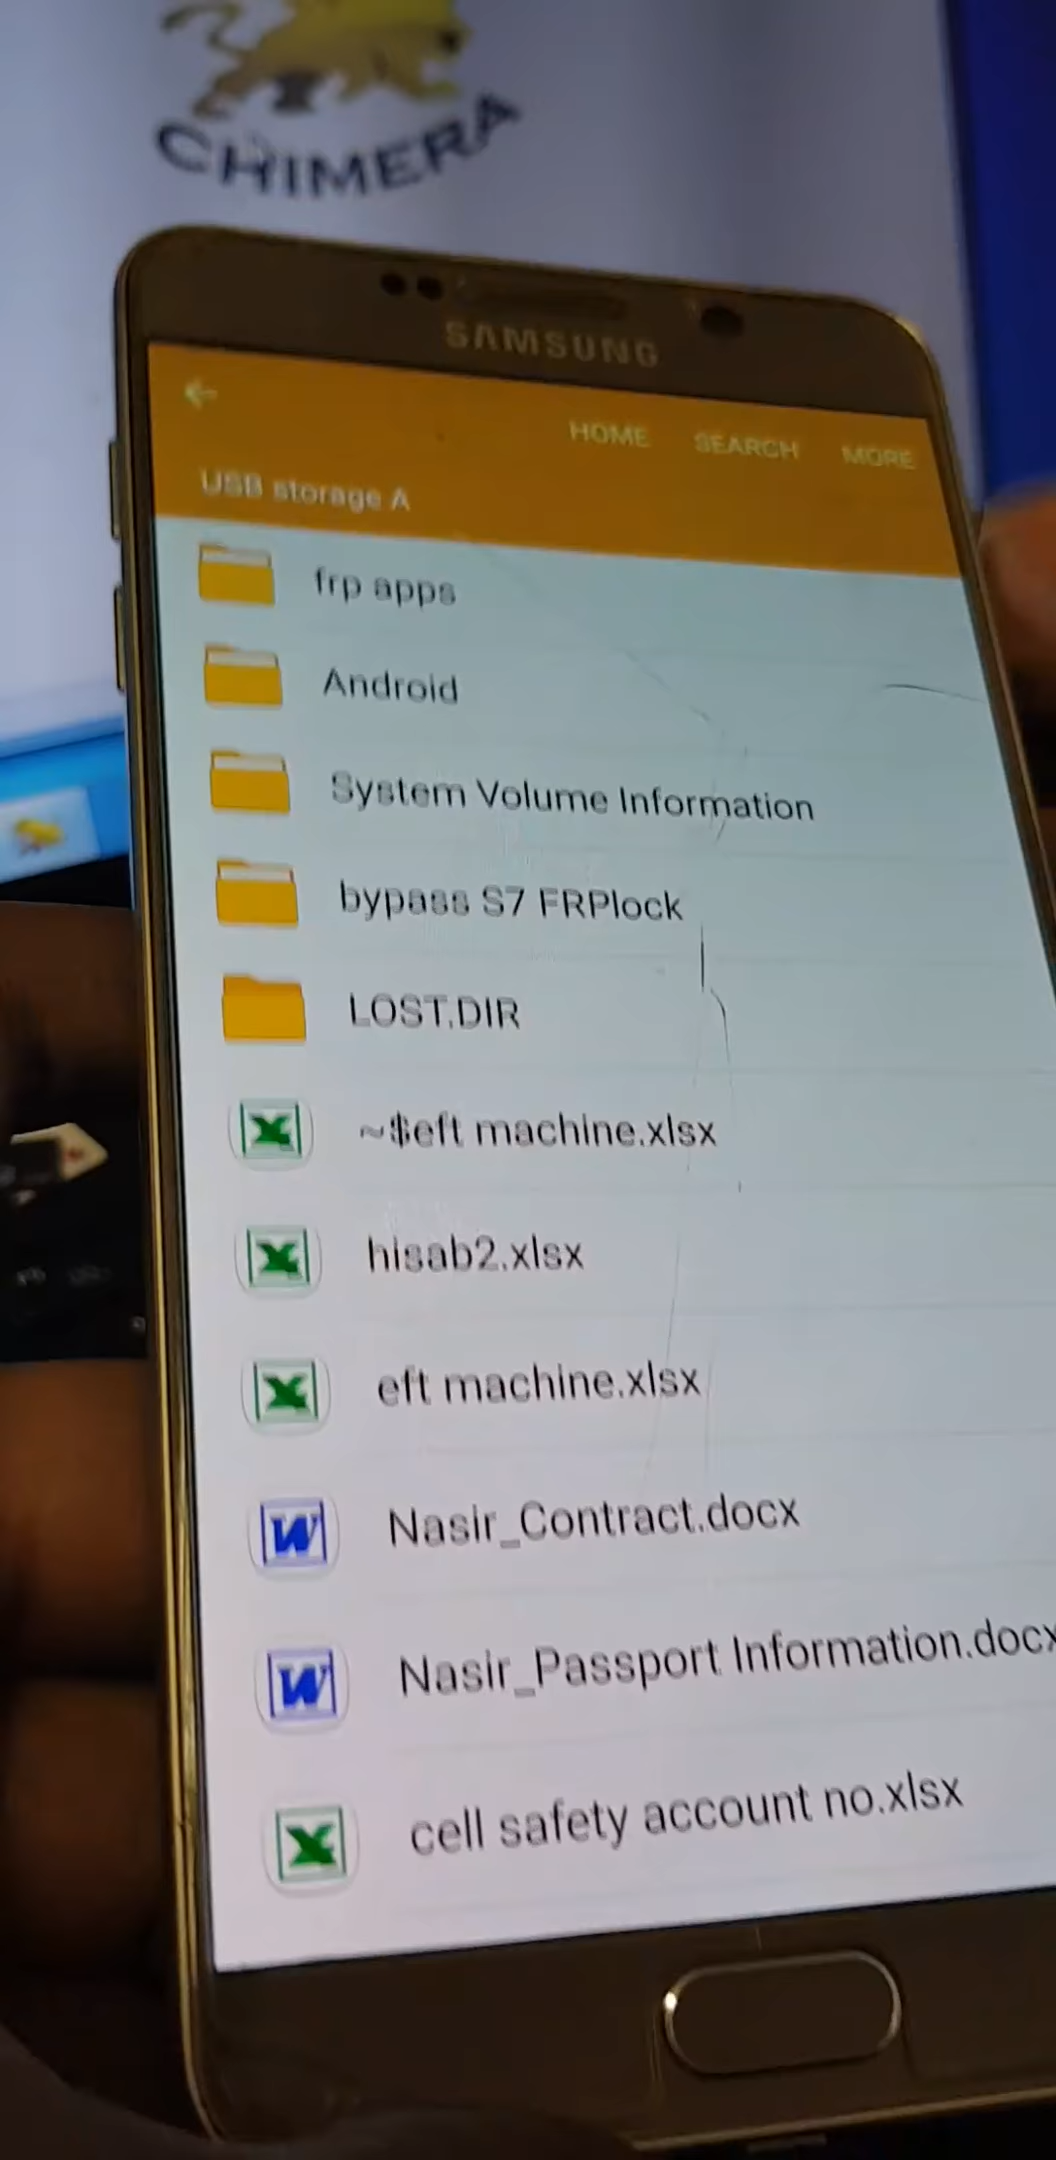 CHIMERA
SAMSUNG
HOME SEARCH MORE
USB storage A
frp apps
Android
System Volume Information
bypass S7 FRPlock
LOST.DIR
~$eft machine.xlsx
hisab2.xlsx
eft machine.xlsx
Nasir_Contract.docx
Nasir_Passport Information.docx
cell safety account no.xlsx